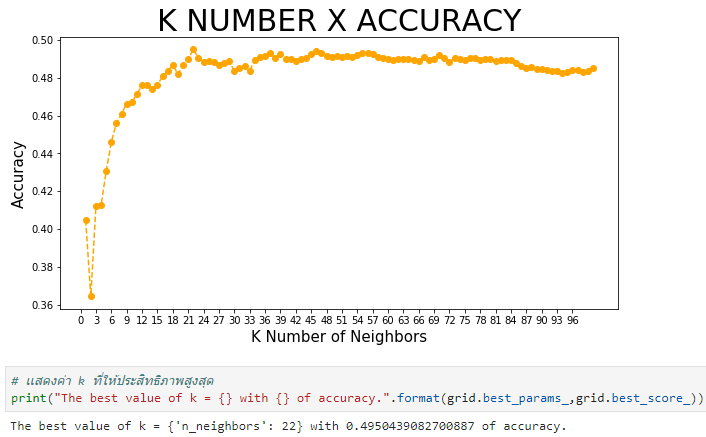 K NUMBER X ACCURACY
0.50
0.48
0.46
0.44
0.42
0.40
0.38
0.36
Accuracy
0 3 6 9 12 15 18 21 24 27 30 33 36 39 42 45 48 51 54 57 60 63 66 69 72 75 78 81 84 87 90 93 96
K Number of Neighbors
# แสดงค่า k ที่ให้ประสิทธิภาพสูงสุด
print("The best value of k = {} with {} of accuracy.".format(grid.best_params_,grid.best_score_))
The best value of k = {'n_neighbors': 22} with 0.4950439082700887 of accuracy.